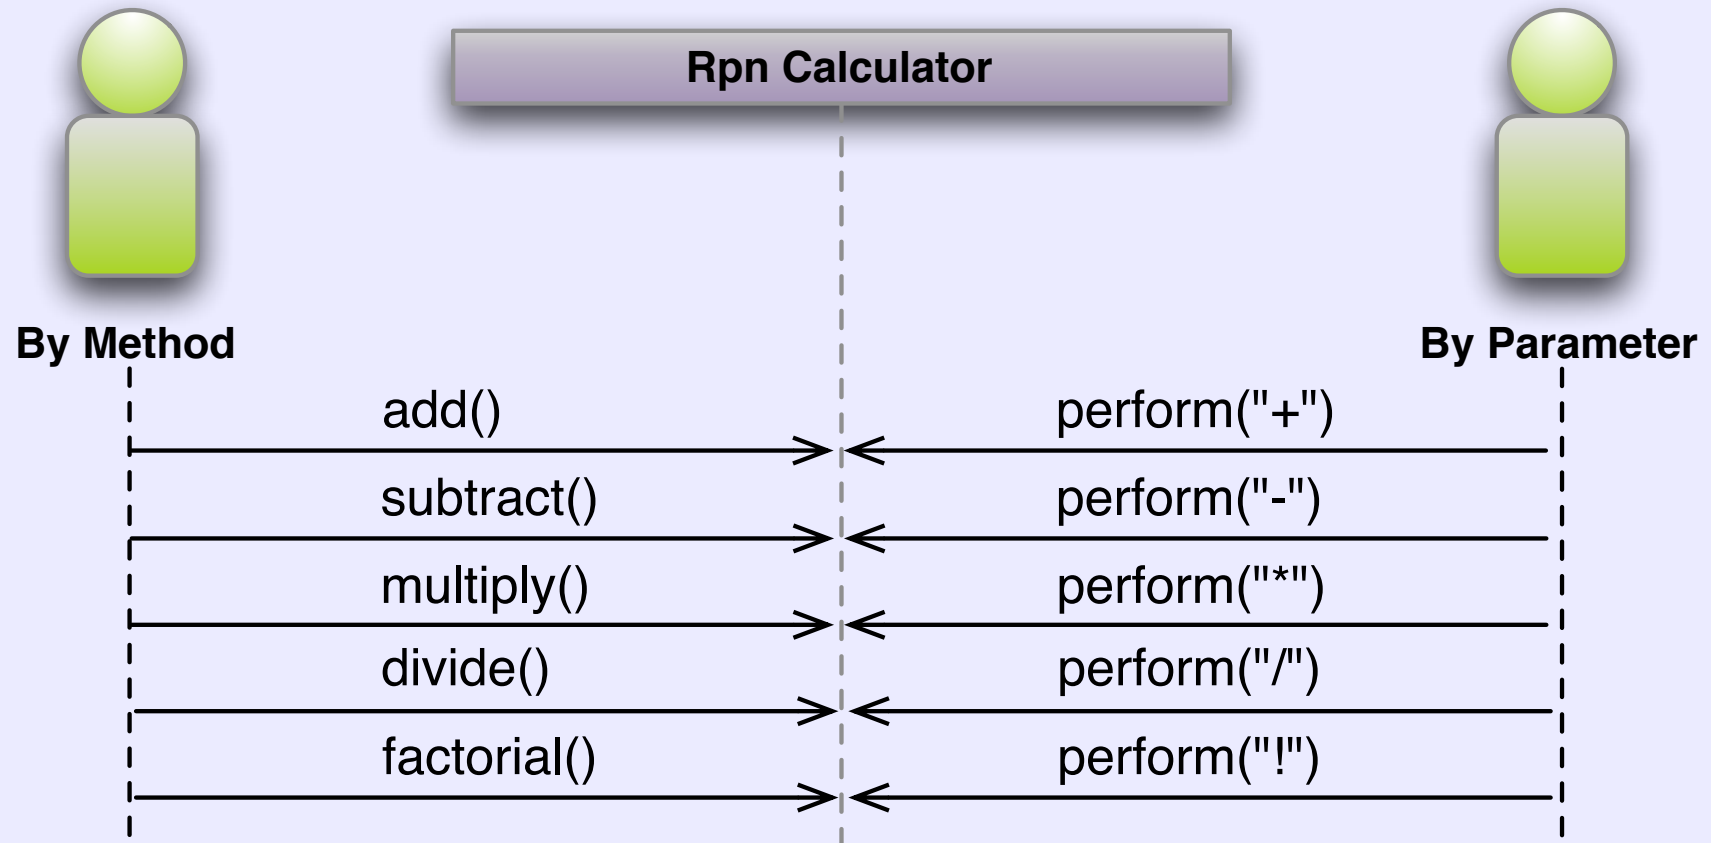 Rpn Calculator
By Method
By Parameter
add()
perform("+")
subtract()
perform("-")
multiply()
perform("*")
divide()
perform("/")
factorial()
perform("!")